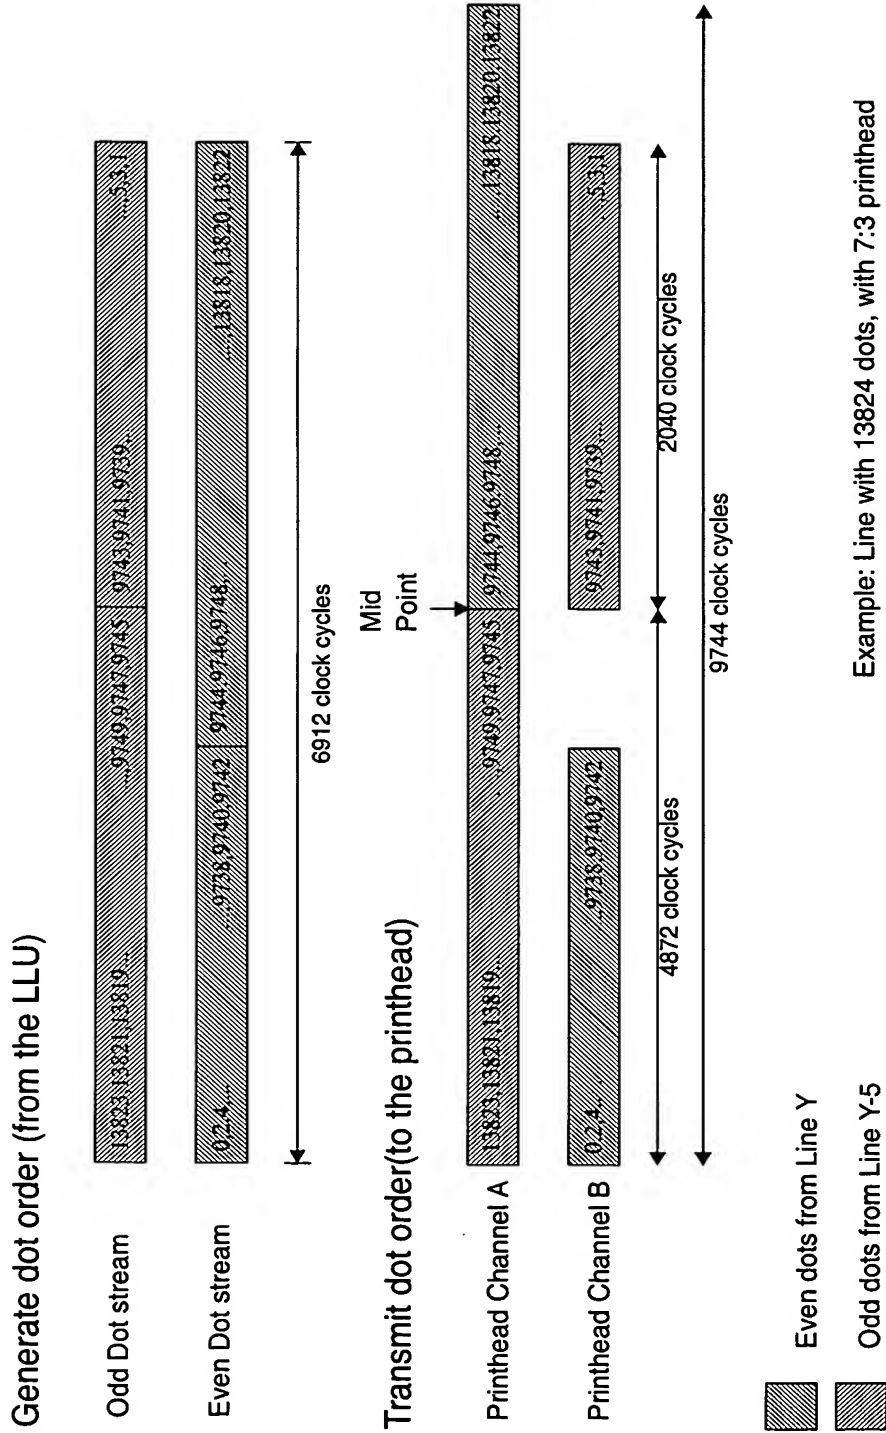 Generate dot order (from the LLU)
Odd Dot stream
13823,13821,13819...
...,9749,9747,9745
9743,9741,9739,...
...,5,3,1
Even Dot stream
0,2,4,...
...,9738,9740,9742
9744,9746,9748,...
...,13818,13820,13822
6912 clock cycles
Transmit dot order(to the printhead)
Mid
Point
Printhead Channel A
13823,13821,13819...
...,9749,9747,9745
9744,9746,9748,...
...,13818,13820,13822
Printhead Channel B
0,2,4,...
...,9738,9740,9742
9743,9741,9739,...
...,5,3,1
4872 clock cycles
2040 clock cycles
9744 clock cycles
Even dots from Line Y
Odd dots from Line Y-5
Example: Line with 13824 dots, with 7:3 printhead